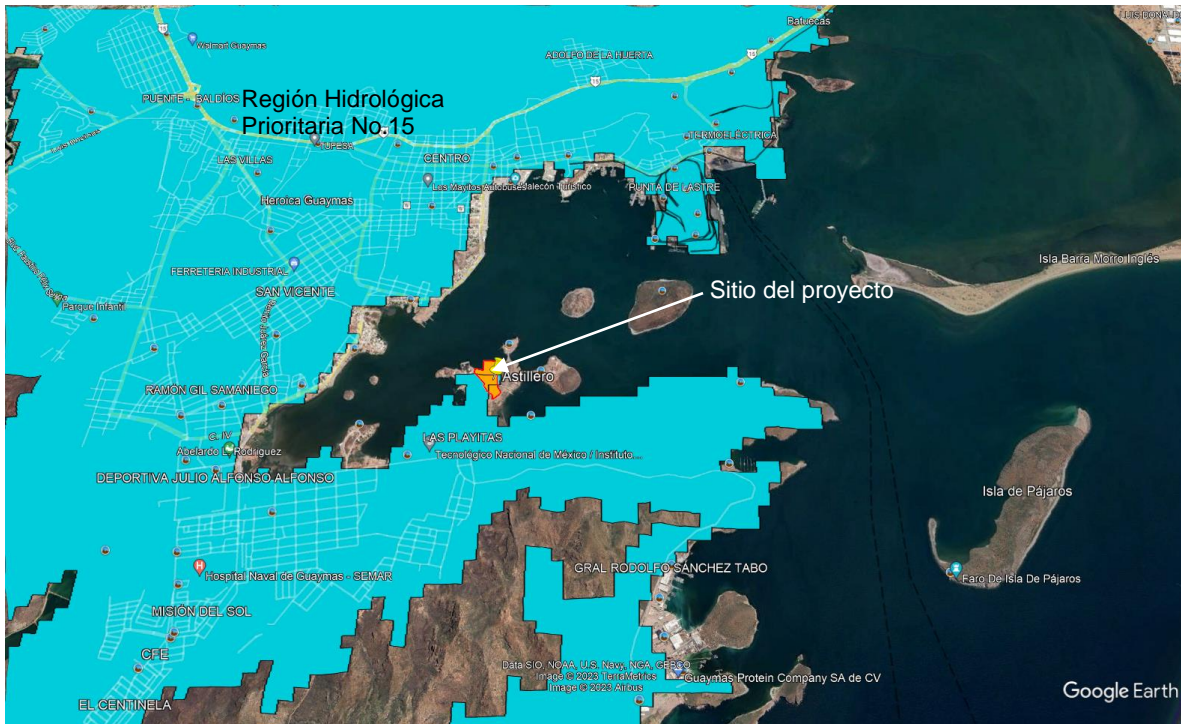 Batuecas
Walmart Guaymas
ADOLFO DE LA HUERTA
PUENTE - BALDÍOS
Región Hidrológica
Prioritaria No.15
TUPESA
TERMOELÉCTRICA
LAS VILLAS
CENTRO
Los Mayitos Autobuses
Malecón Turístico
PUNTA DE LASTRE
Heroica Guaymas
Isla Barra Morro Inglés
FERRETERIA INDUSTRIAL
SAN VICENTE
Parque Infantil
Sitio del proyecto
Astillero
RAMÓN GIL SAMANIEGO
C. IV
Abelardo L. Rodríguez
LAS PLAYITAS
Tecnológico Nacional de México / Instituto...
DEPORTIVA JULIO ALFONSO ALFONSO
Isla de Pájaros
Hospital Naval de Guaymas - SEMAR
GRAL RODOLFO SÁNCHEZ TABO
Faro De Isla De Pájaros
MISIÓN DEL SOL
CFE
Data SIO, NOAA, U.S. Navy, NGA, GEBCO
Image © 2023 TerraMetrics
Image © 2023 Airbus
Guaymas Protein Company SA de CV
EL CENTINELA
Google Earth